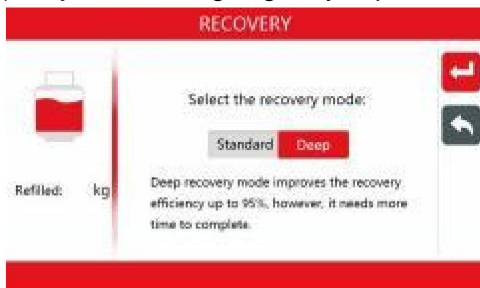 RECOVERY
Select the recovery mode:
Standard Deep
Refilled: kg
Deep recovery mode improves the recovery
efficiency up to 95%, however, it needs more
time to complete.